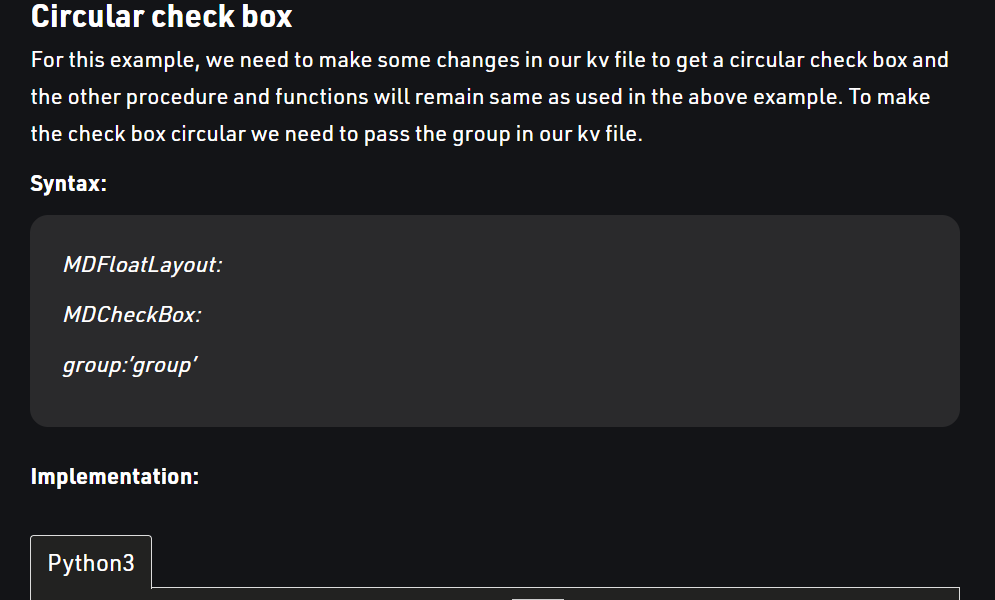 Circular check box
For this example, we need to make some changes in our kv file to get a circular check box and
the other procedure and functions will remain same as used in the above example. To make
the check box circular we need to pass the group in our kv file.
Syntax:
MDFloatLayout:
MDCheckBox:
group:’group’
Implementation:
Python3